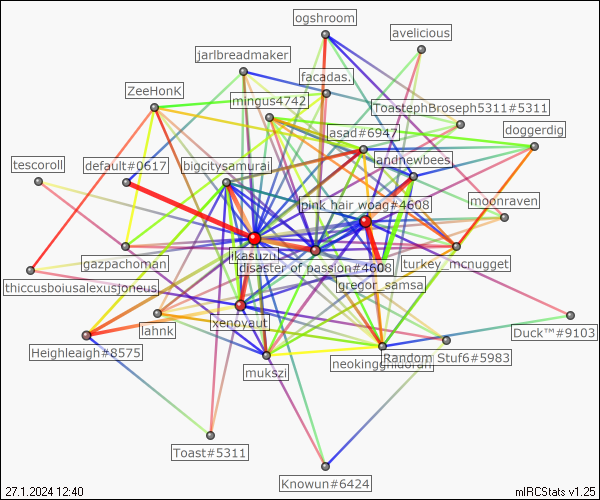 ogshroom
avelicious
jarlbreadmaker
facadas.
ZeeHonK
mingus4742
ToastephBroseph5311#5311
asad#6947
doggerdig
andnewbees
tescoroll
default#0617
bigcitysamurai
pink hair woag#4608
moonraven
ikasuzu
gazpachoman
disaster of passion#4608
turkey_mcnugget
gregor_samsa
thiccusboiusalexusjoneus
xenovaut
lahnk
Duck™#9103
Heighleaigh#8575
Random Stuf6#5983
neokingghidorah
mukszi
Toast#5311
Knowun#6424
27.1.2024 12:40
mIRCStats v1.25